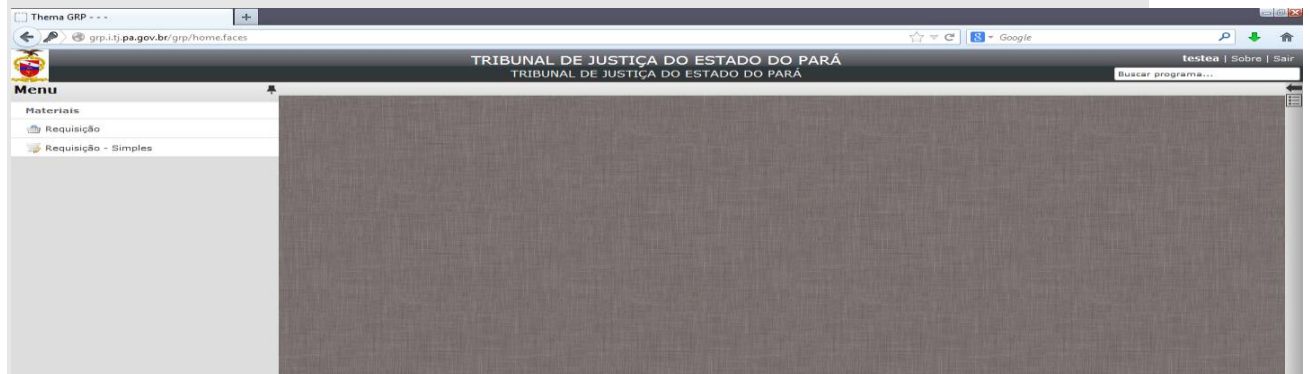 Thema GRP - - -
grp.i.tj.pa.gov.br/grp/home.faces
Google
TRIBUNAL DE JUSTIÇA DO ESTADO DO PARÁ
testea | Sobre | Sair
TRIBUNAL DE JUSTIÇA DO ESTADO DO PARÁ
Buscar programa...
Menu
Materiais
Requisição
Requisição - Simples